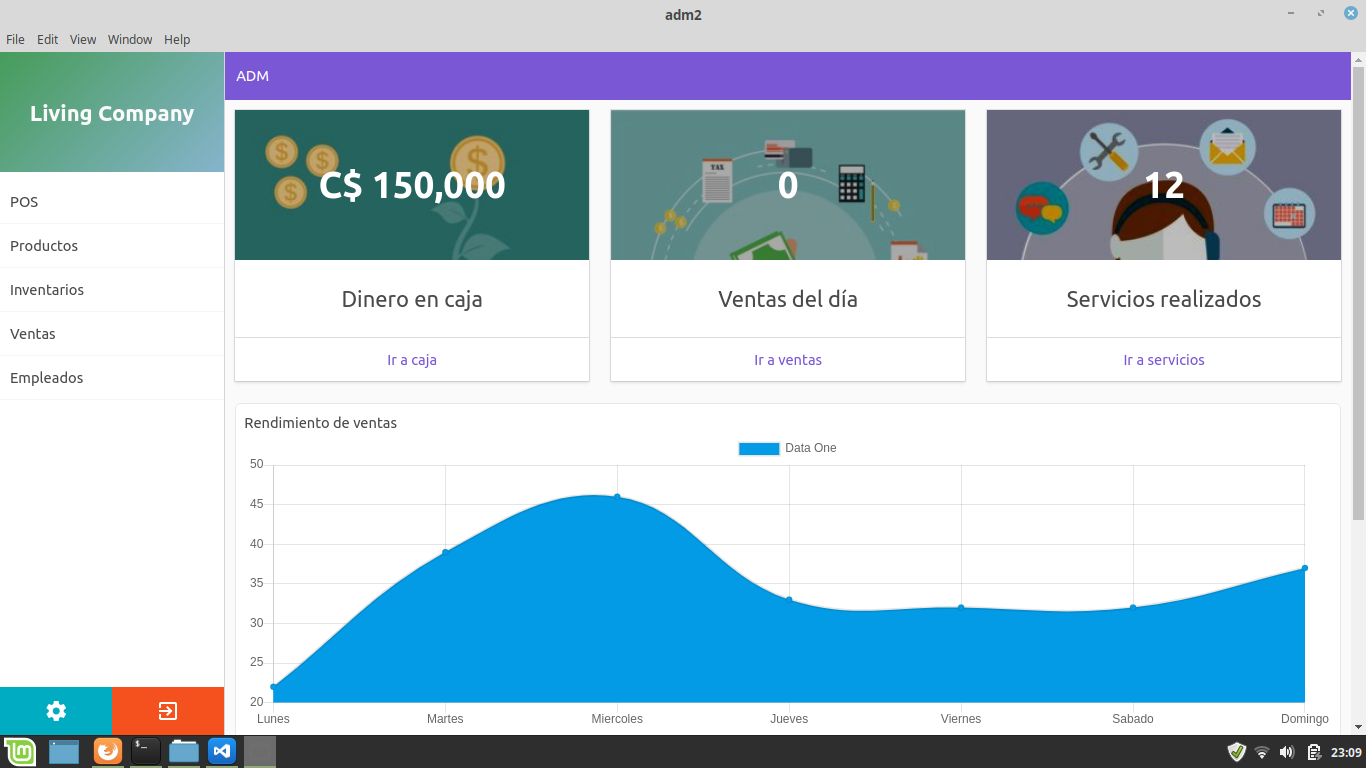 adm2
File Edit View Window Help
Living Company
ADM
POS
Productos
Inventarios
Ventas
Empleados
$ $ $ $
C$ 150,000
Dinero en caja
Ir a caja
TAX
0
Ventas del día
Ir a ventas
12
Servicios realizados
Ir a servicios
Rendimiento de ventas
Data One
50
45
40
35
30
25
20
Lunes Martes Miercoles Jueves Viernes Sabado Domingo
$_
23:09